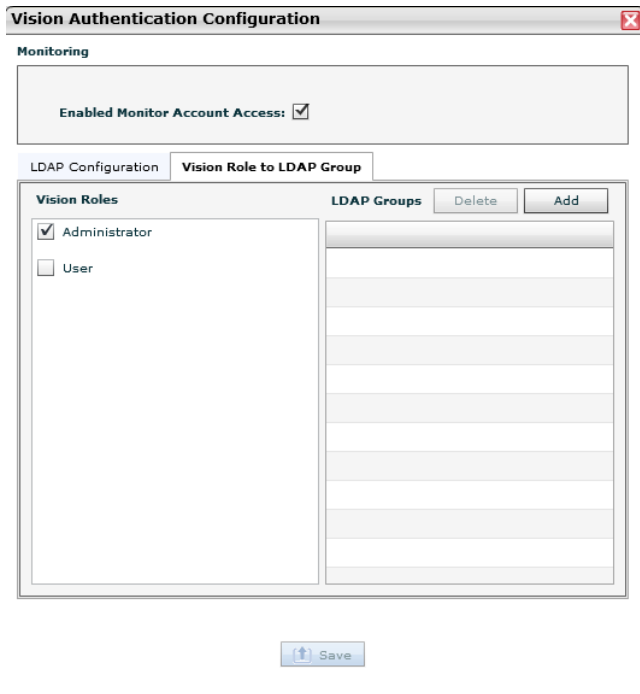 Vision Authentication Configuration
Monitoring
Enabled Monitor Account Access:
LDAP Configuration
Vision Role to LDAP Group
Vision Roles
LDAP Groups
Delete
Add
Administrator
User
Save